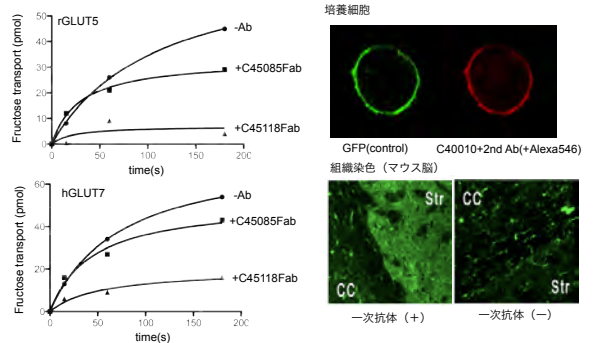 rGLUT5
Fructose transport (pmol)
50
40
30
20
10
0
0
50
100
150
200
time(s)
-Ab
+C45085Fab
+C45118Fab
hGLUT7
Fructose transport (pmol)
60
40
20
0
0
50
100
150
200
time(s)
-Ab
+C45085Fab
+C45118Fab
培養細胞
GFP(control)
C40010+2nd Ab(+Alexa546)
組織染色（マウス脳）
Str
CC
CC
Str
一次抗体（＋）
一次抗体（－）